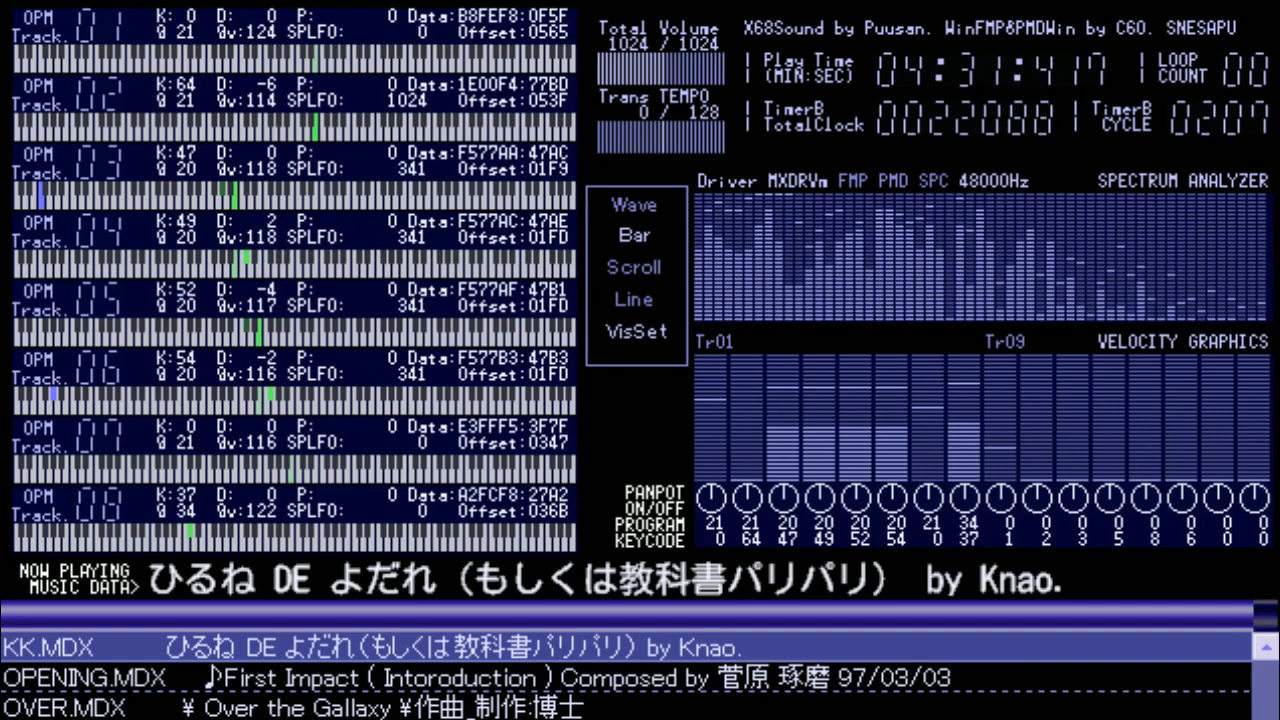 OPM Track. 01 K: 0 D: 0 P: 0 Data:B8FEF8:0F5F
@ 21 @v:124 SPLFO: 0 Offset:0565
OPM Track. 02 K:64 D: -6 P: 0 Data:1E00F4:77BD
@ 21 @v:114 SPLFO: 1024 Offset:053F
OPM Track. 03 K:47 D: 0 P: 0 Data:F577AA:47AC
@ 20 @v:118 SPLFO: 341 Offset:01F9
OPM Track. 04 K:49 D: 2 P: 0 Data:F577AC:47AE
@ 20 @v:118 SPLFO: 341 Offset:01FD
OPM Track. 05 K:52 D: -4 P: 0 Data:F577AF:47B1
@ 20 @v:117 SPLFO: 341 Offset:01FD
OPM Track. 06 K:54 D: -2 P: 0 Data:F577B3:47B3
@ 20 @v:116 SPLFO: 341 Offset:01FD
OPM Track. 07 K: 0 D: 0 P: 0 Data:E3FFF5:3F7F
@ 21 @v:116 SPLFO: 0 Offset:0347
OPM Track. 08 K:37 D: 0 P: 0 Data:A2FCF8:27A2
@ 34 @v:122 SPLFO: 0 Offset:036B
Total Volume
1024 / 1024
Trans TEMPO
0 / 128
X68Sound by Puusan. WinFMP&PMDWin by C60. SNESAPU
Play Time (MIN:SEC) 04:31:47 LOOP COUNT 00
TimerB TotalClock 0022088 TimerB CYCLE 0207
Driver MXDRVm FMP PMD SPC 48000Hz SPECTRUM ANALYZER
Wave
Bar
Scroll
Line
VisSet
Tr01 Tr09 VELOCITY GRAPHICS
PANPOT
ON/OFF
PROGRAM 21 21 20 20 20 20 21 34 0 0 0 0 0 0 0 0
KEYCODE 0 64 47 49 52 54 0 37 1 2 3 5 8 6 0 0
NOW PLAYING MUSIC DATA> ひるね DE よだれ（もしくは教科書パリパリ） by Knao.
KK.MDX ひるね DE よだれ（もしくは教科書パリパリ） by Knao.
OPENING.MDX ♪First Impact ( Intoroduction ) Composed by 菅原 琢磨 97/03/03
OVER.MDX ¥ Over the Gallaxy ¥作曲_制作:博士